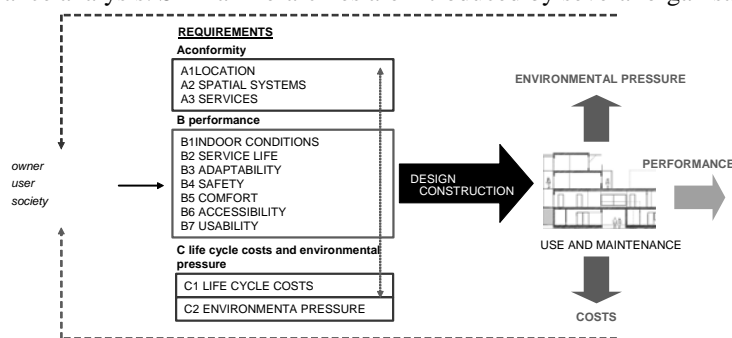 REQUIREMENTS
Aconformity
A1LOCATION
A2 SPATIAL SYSTEMS
A3 SERVICES
B performance
B1INDOOR CONDITIONS
B2 SERVICE LIFE
B3 ADAPTABILITY
B4 SAFETY
B5 COMFORT
B6 ACCESSIBILITY
B7 USABILITY
C life cycle costs and environmental
pressure
C1 LIFE CYCLE COSTS
C2 ENVIRONMENTA PRESSURE
owner
user
society
DESIGN
CONSTRUCTION
ENVIRONMENTAL PRESSURE
PERFORMANCE
USE AND MAINTENANCE
COSTS